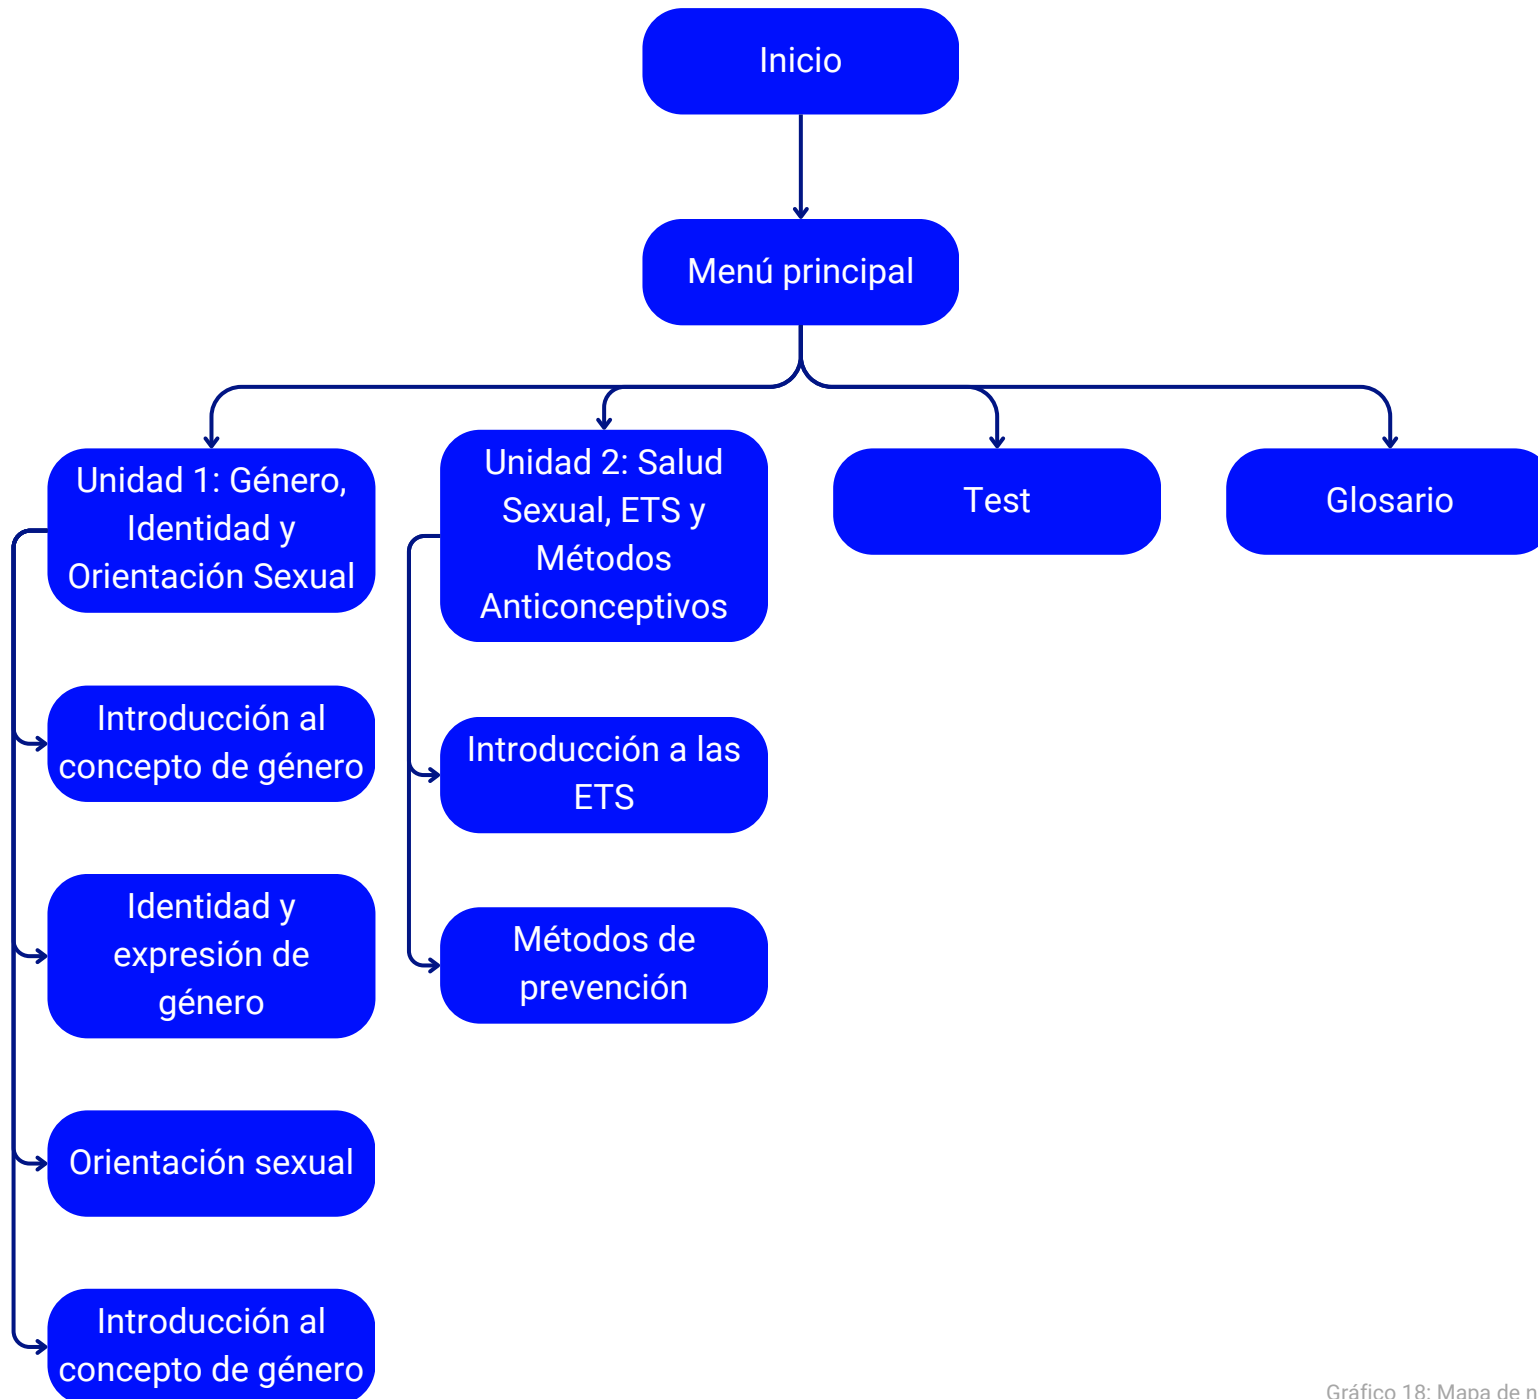 Inicio
Menú principal
Unidad 1: Género,
Identidad y
Orientación Sexual
Unidad 2: Salud
Sexual, ETS y
Métodos
Anticonceptivos
Test
Glosario
Introducción al
concepto de género
Identidad y
expresión de
género
Orientación sexual
Introducción al
concepto de género
Introducción a las
ETS
Métodos de
prevención
Gráfico 18: Mapa de